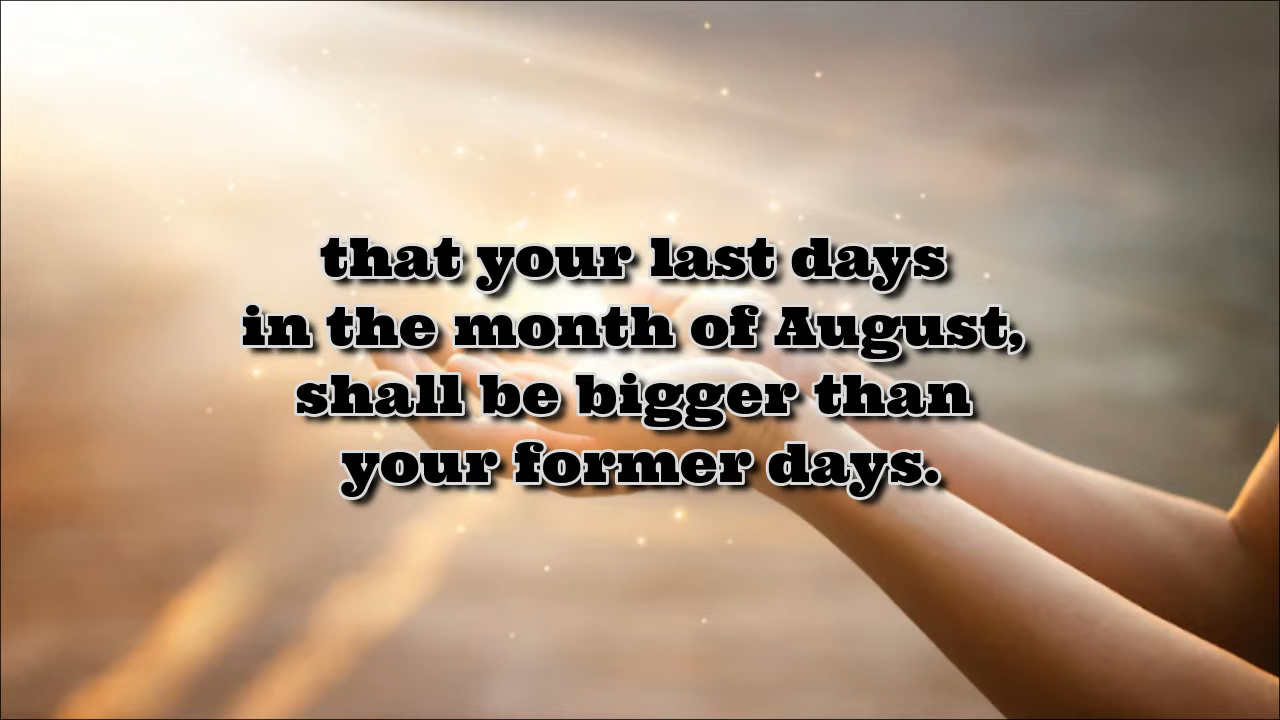 that your last days
in the month of August,
shall be bigger than
your former days.